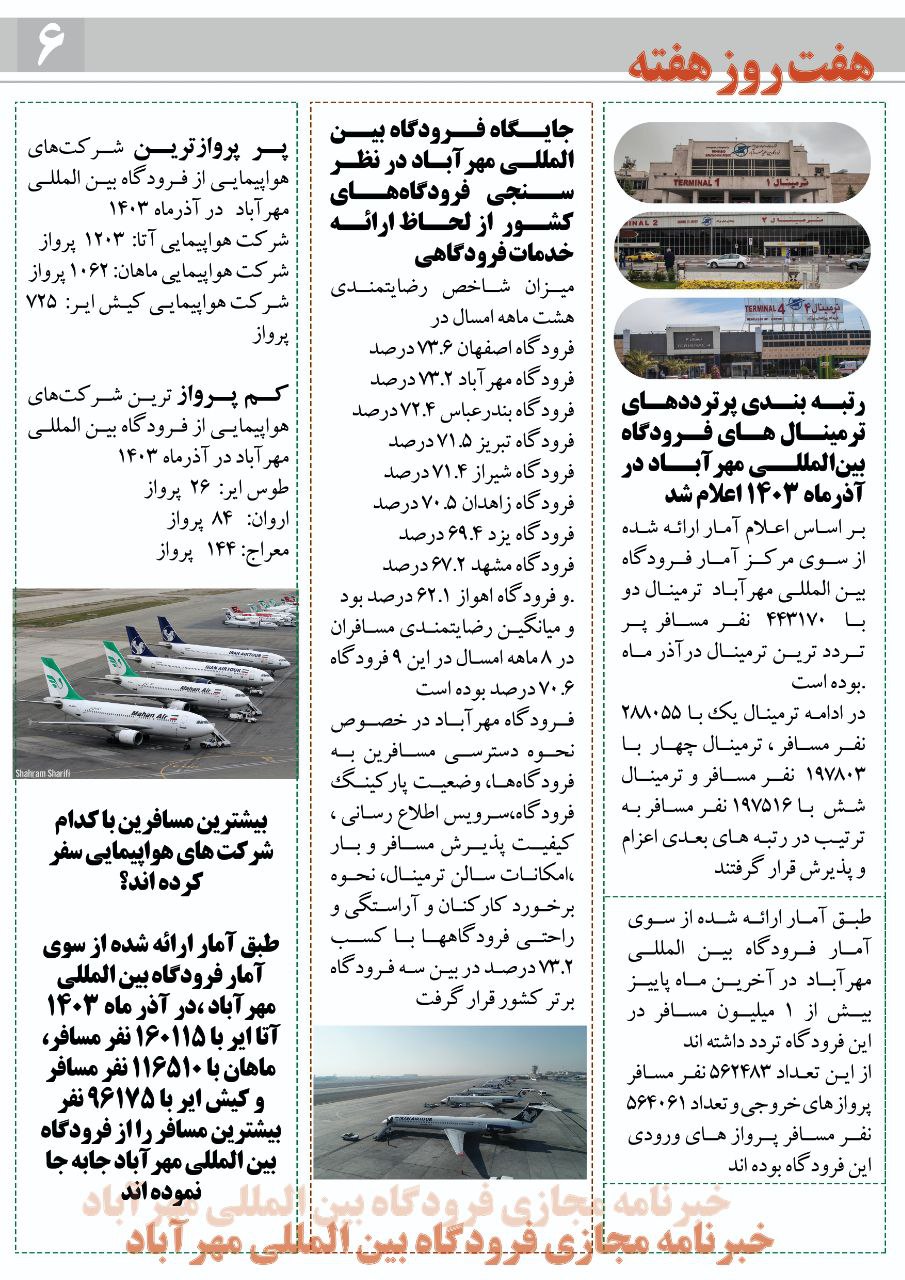 ۶
هفت روز هفته
TERMINAL 1 ترمینال ۱
TERMINAL 2
ترمینال ۲
TERMINAL 4 ترمینال ۴
رتبه بندی پرترددهای
ترمینال های فرودگاه
بین‌المللی مهرآباد در
آذرماه ۱۴۰۳ اعلام شد
بر اساس اعلام آمار ارائه شده
از سوی مرکز آمار فرودگاه
بین المللی مهرآباد ترمینال دو
با ۴۴۳۱۷۰ نفر مسافر پر
تردد ترین ترمینال درآذر ماه
.بوده است
در ادامه ترمینال یک با ۲۸۸۰۵۵
نفر مسافر ، ترمینال چهار با
۱۹۷۸۰۳ نفر مسافر و ترمینال
شش با ۱۹۷۵۱۶ نفر مسافر به
ترتیب در رتبه های بعدی اعزام
و پذیرش قرار گرفتند
طبق آمار ارائه شده از سوی
آمار فرودگاه بین المللی
مهرآباد در آخرین ماه پاییز
بیش از ۱ میلیون مسافر در
این فرودگاه تردد داشته اند
از این تعداد ۵۶۲۴۸۳ نفر مسافر
پروازهای خروجی و تعداد ۵۶۴۰۶۱
نفر مسافر پرواز های ورودی
این فرودگاه بوده اند
جایگاه فرودگاه بین
المللی مهرآباد در نظر
سنجی فرودگاه‌های
کشور از لحاظ ارائه
خدمات فرودگاهی
میزان شاخص رضایتمندی
هشت ماهه امسال در
فرودگاه اصفهان ۷۳.۶ درصد
فرودگاه مهرآباد ۷۳.۲ درصد
فرودگاه بندرعباس ۷۲.۴ درصد
فرودگاه تبریز ۷۱.۵ درصد
فرودگاه شیراز ۷۱.۴ درصد
فرودگاه زاهدان ۷۰.۵ درصد
فرودگاه یزد ۶۹.۴ درصد
فرودگاه مشهد ۶۷.۲ درصد
.و فرودگاه اهواز ۶۲.۱ درصد بود
و میانگین رضایتمندی مسافران
در ۸ ماهه امسال در این ۹ فرودگاه
۷۰.۶ درصد بوده است
فرودگاه مهرآباد در خصوص
نحوه دسترسی مسافرین به
فرودگاه‌ها، وضعیت پارکینگ
فرودگاه،سرویس اطلاع رسانی ،
کیفیت پذیرش مسافر و بار
،امکانات سالن ترمینال، نحوه
برخورد کارکنان و آراستگی و
راحتی فرودگاهها با کسب
۷۳.۲ درصد در بین سه فرودگاه
برتر کشور قرار گرفت
پر پروازترین شرکت‌های
هواپیمایی از فرودگاه بین المللی
مهرآباد در آذرماه ۱۴۰۳
شرکت هواپیمایی آتا: ۱۲۰۳ پرواز
شرکت هواپیمایی ماهان: ۱۰۶۲ پرواز
شرکت هواپیمایی کیش ایر: ۷۲۵
پرواز
کم پرواز ترین شرکت‌های
هواپیمایی از فرودگاه بین المللی
مهرآباد در آذرماه ۱۴۰۳
طوس ایر: ۲۶ پرواز
اروان: ۸۴ پرواز
معراج: ۱۴۴ پرواز
IRAN AIRTOUR
IRAN AIRTOUR
Mahan Air
Mahan Air
Shahram Sharifi
بیشترین مسافرین با کدام
شرکت های هواپیمایی سفر
کرده اند؟
طبق آمار ارائه شده از سوی
آمار فرودگاه بین المللی
مهرآباد ،در آذر ماه ۱۴۰۳
آتا ایر با ۱۶۰۱۱۵ نفر مسافر،
ماهان با ۱۱۶۵۱۰ نفر مسافر
و کیش ایر با ۹۶۱۷۵ نفر
بیشترین مسافر را از فرودگاه
بین المللی مهرآباد جابه جا
نموده اند
خبرنامه مجازی فرودگاه بین المللی مهرآباد
خبرنامه مجازی فرودگاه بین المللی مهرآباد